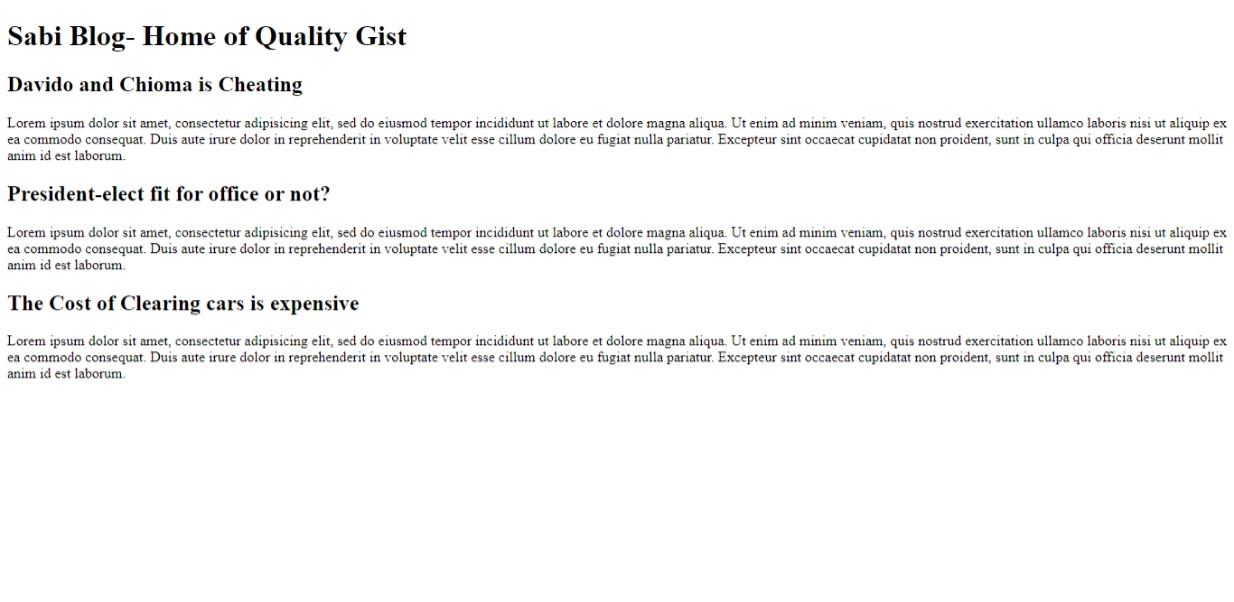 Sabi Blog- Home of Quality Gist
Davido and Chioma is Cheating
Lorem ipsum dolor sit amet, consectetur adipisicing elit, sed do eiusmod tempor incididunt ut labore et dolore magna aliqua. Ut enim ad minim veniam, quis nostrud exercitation ullamco laboris nisi ut aliquip ex
ea commodo consequat. Duis aute irure dolor in reprehenderit in voluptate velit esse cillum dolore eu fugiat nulla pariatur. Excepteur sint occaecat cupidatat non proident, sunt in culpa qui officia deserunt mollit
anim id est laborum.
President-elect fit for office or not?
Lorem ipsum dolor sit amet, consectetur adipisicing elit, sed do eiusmod tempor incididunt ut labore et dolore magna aliqua. Ut enim ad minim veniam, quis nostrud exercitation ullamco laboris nisi ut aliquip ex
ea commodo consequat. Duis aute irure dolor in reprehenderit in voluptate velit esse cillum dolore eu fugiat nulla pariatur. Excepteur sint occaecat cupidatat non proident, sunt in culpa qui officia deserunt mollit
anim id est laborum.
The Cost of Clearing cars is expensive
Lorem ipsum dolor sit amet, consectetur adipisicing elit, sed do eiusmod tempor incididunt ut labore et dolore magna aliqua. Ut enim ad minim veniam, quis nostrud exercitation ullamco laboris nisi ut aliquip ex
ea commodo consequat. Duis aute irure dolor in reprehenderit in voluptate velit esse cillum dolore eu fugiat nulla pariatur. Excepteur sint occaecat cupidatat non proident, sunt in culpa qui officia deserunt mollit
anim id est laborum.